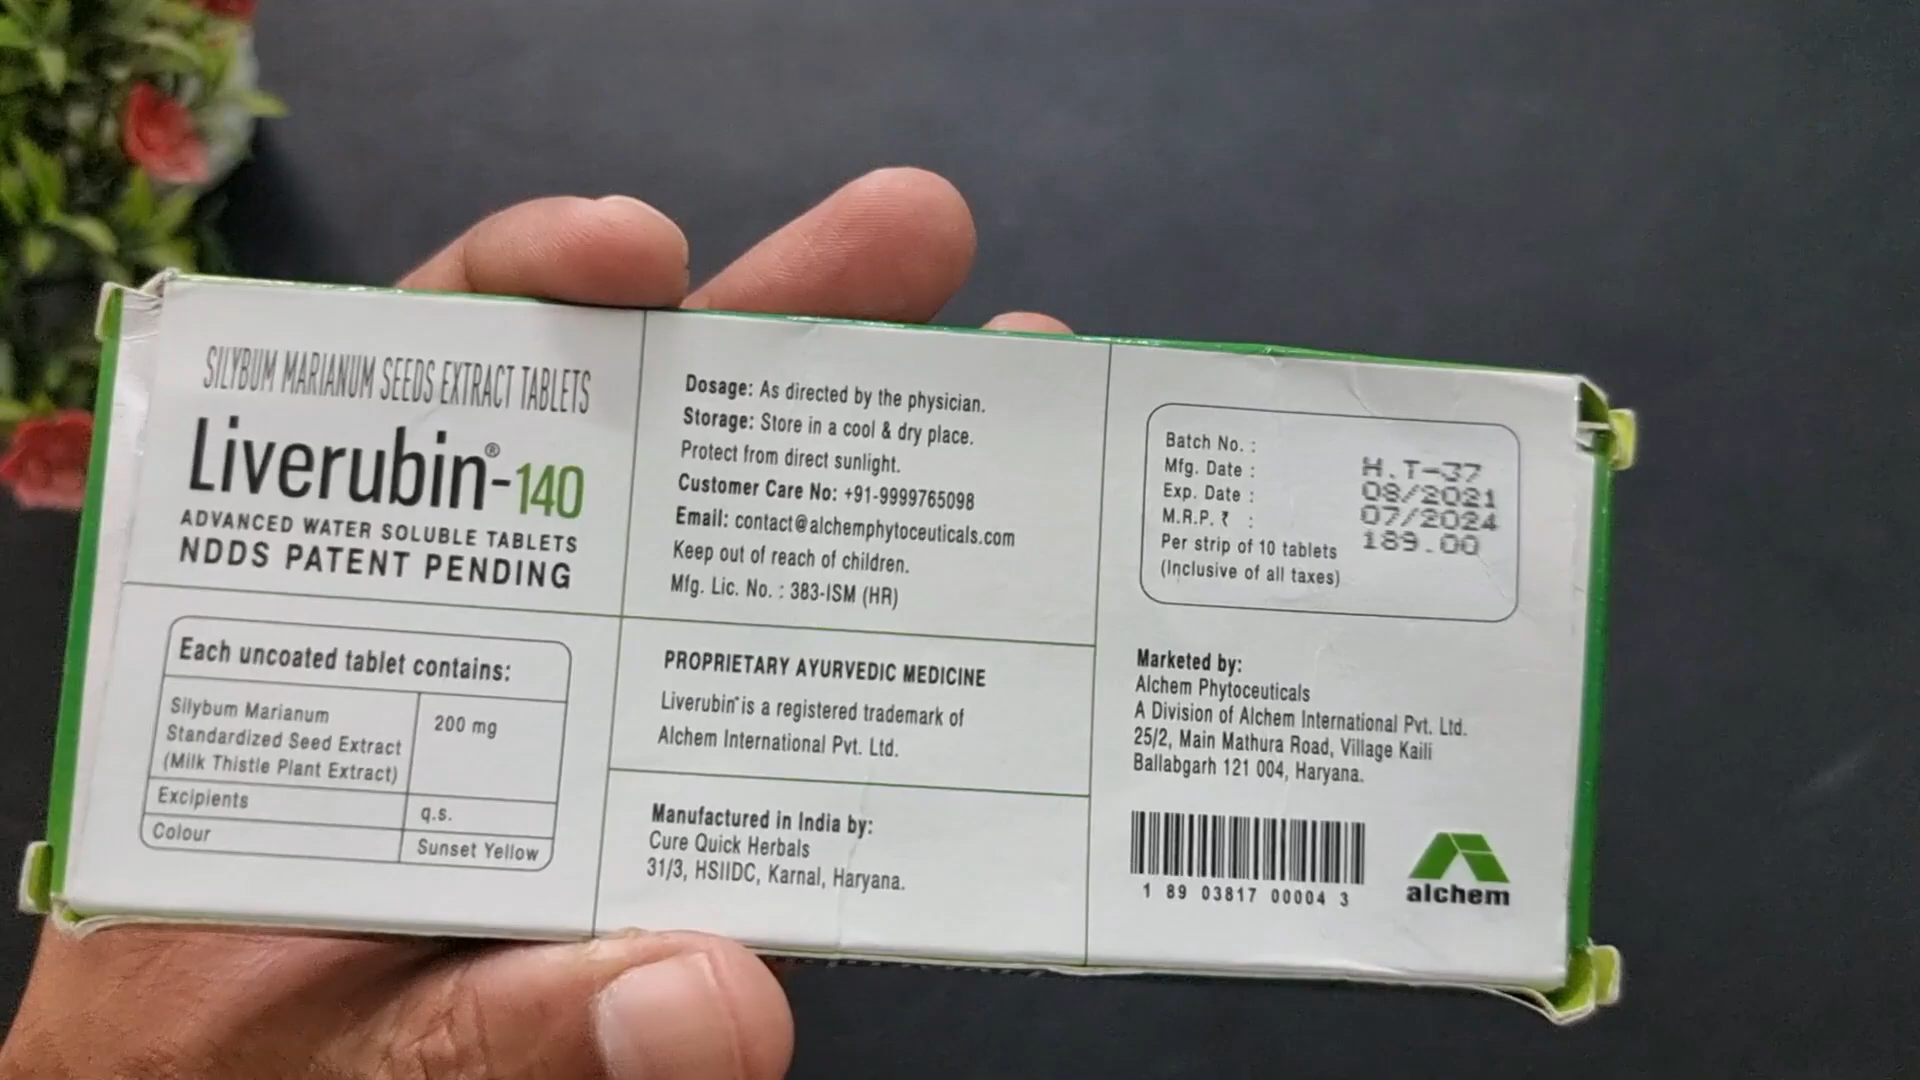 SILYBUM MARIANUM SEEDS EXTRACT TABLETS
Liverubin®-140
ADVANCED WATER SOLUBLE TABLETS
NDDS PATENT PENDING
Each uncoated tablet contains:
Silybum Marianum
Standardized Seed Extract
(Milk Thistle Plant Extract)
200 mg
Excipients
q.s.
Colour
Sunset Yellow
Dosage: As directed by the physician.
Storage: Store in a cool & dry place.
Protect from direct sunlight.
Customer Care No: +91-9999765098
Email: contact@alchemphytoceuticals.com
Keep out of reach of children.
Mfg. Lic. No. : 383-ISM (HR)
PROPRIETARY AYURVEDIC MEDICINE
Liverubin® is a registered trademark of
Alchem International Pvt. Ltd.
Manufactured in India by:
Cure Quick Herbals
31/3, HSIIDC, Karnal, Haryana.
Batch No. : H.T-37
Mfg. Date : 08/2021
Exp. Date : 07/2024
M.R.P. ₹ : 189.00
Per strip of 10 tablets
(Inclusive of all taxes)
Marketed by:
Alchem Phytoceuticals
A Division of Alchem International Pvt. Ltd.
25/2, Main Mathura Road, Village Kaili
Ballabgarh 121 004, Haryana.
1 89 03817 00004 3
alchem